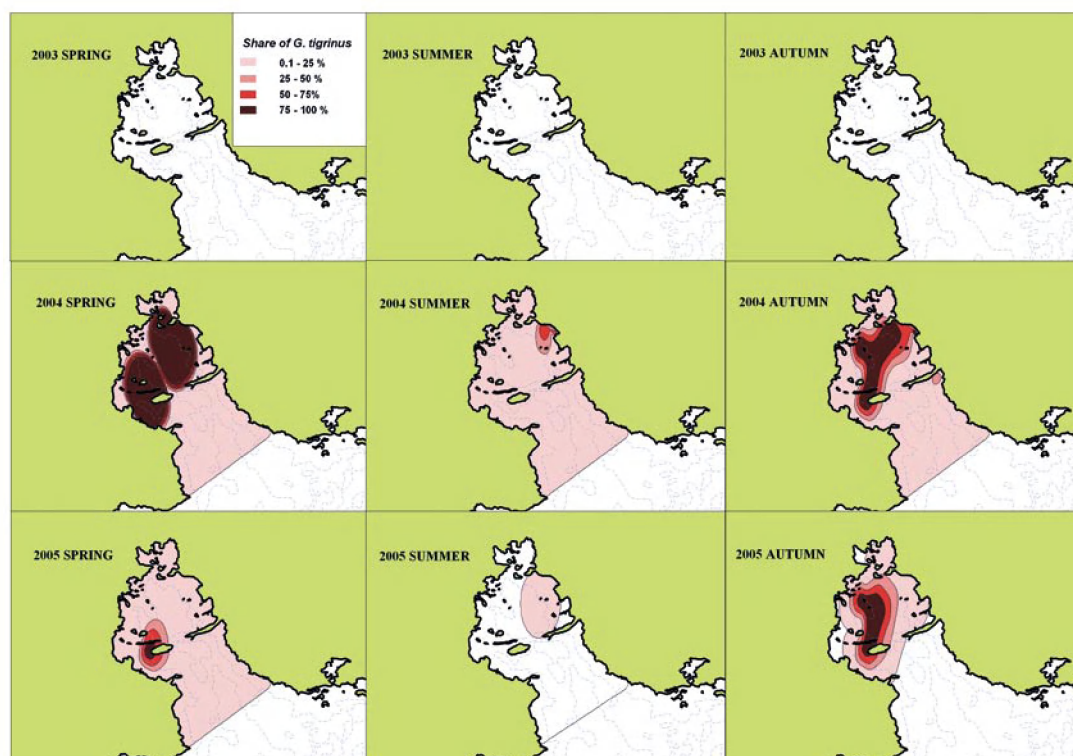 2003 SPRING
Share of G. tigrinus
0.1 - 25 %
25 - 50 %
50 - 75%
75 - 100 %
2003 SUMMER
2003 AUTUMN
2004 SPRING
2004 SUMMER
2004 AUTUMN
2005 SPRING
2005 SUMMER
2005 AUTUMN